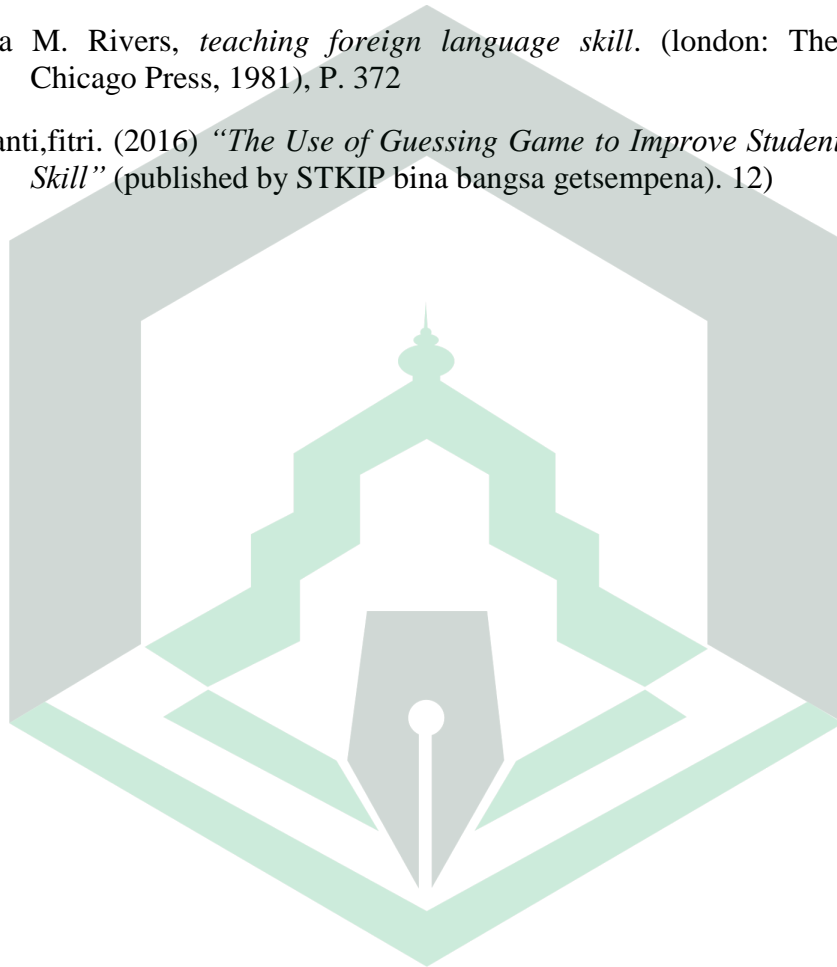 a M. Rivers, teaching foreign language skill. (london: The
Chicago Press, 1981), P. 372
anti,fitri. (2016) “The Use of Guessing Game to Improve Student
Skill” (published by STKIP bina bangsa getsempena). 12)